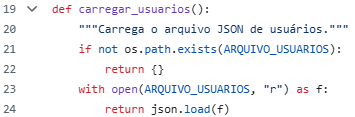 19 def carregar_usuarios():
20     """Carrega o arquivo JSON de usuários."""
21     if not os.path.exists(ARQUIVO_USUARIOS):
22         return {}
23     with open(ARQUIVO_USUARIOS, "r") as f:
24         return json.load(f)